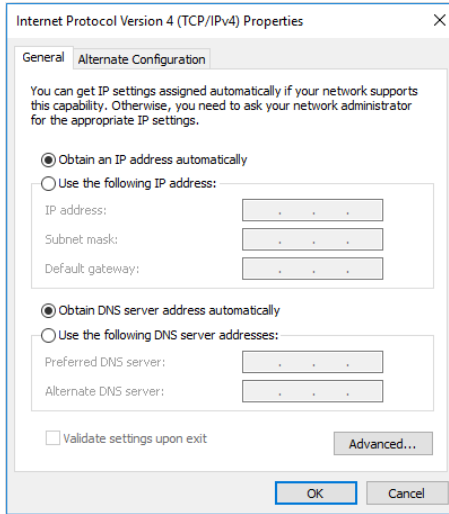 Internet Protocol Version 4 (TCP/IPv4) Properties
General
Alternate Configuration
You can get IP settings assigned automatically if your network supports
this capability. Otherwise, you need to ask your network administrator
for the appropriate IP settings.
Obtain an IP address automatically
Use the following IP address:
IP address:
Subnet mask:
Default gateway:
Obtain DNS server address automatically
Use the following DNS server addresses:
Preferred DNS server:
Alternate DNS server:
Validate settings upon exit
Advanced...
OK
Cancel